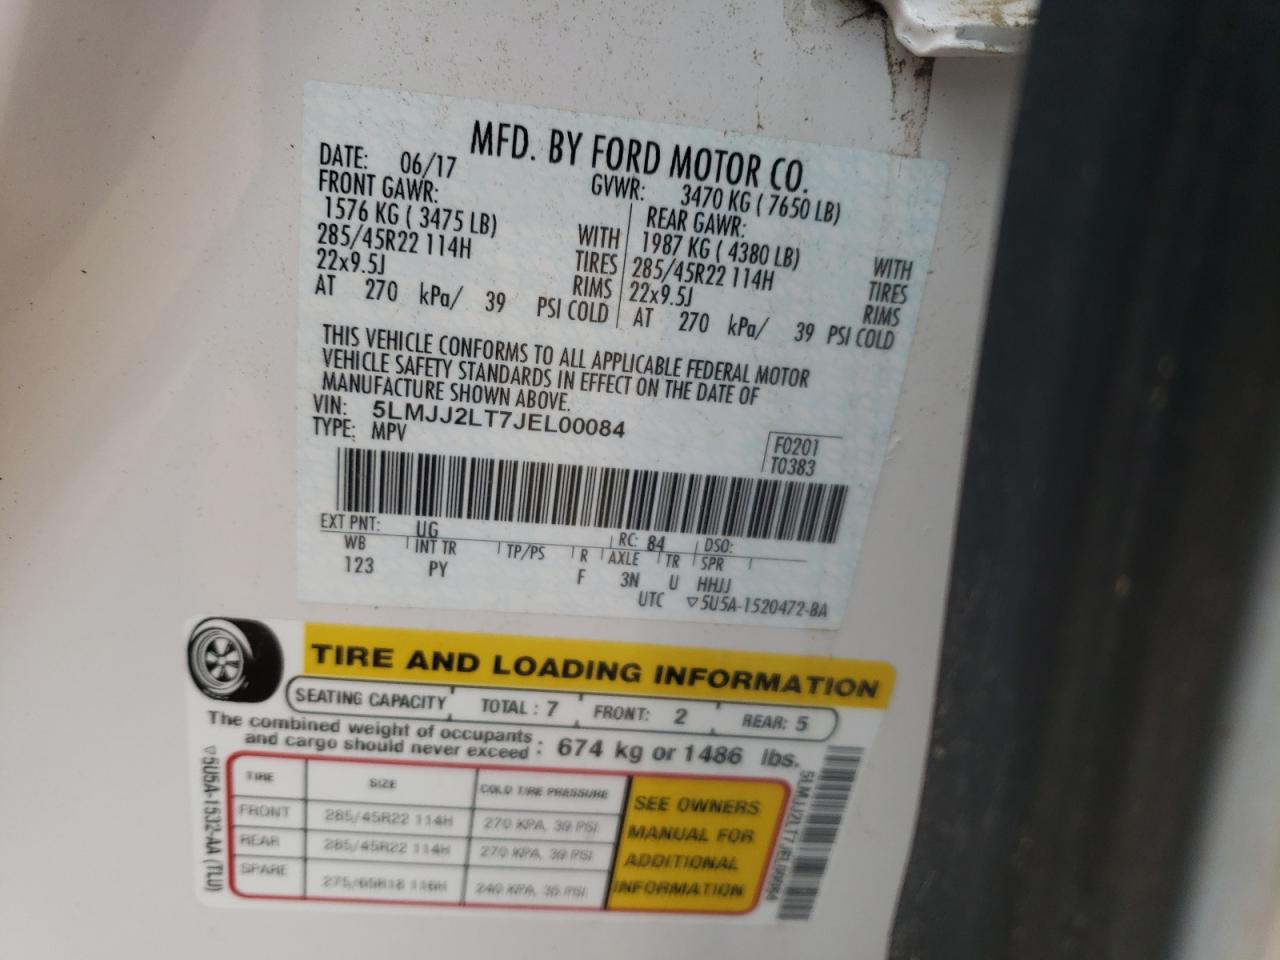 MFD. BY FORD MOTOR CO.
DATE: 06/17
GVWR: 3470 KG ( 7650 LB)
FRONT GAWR:
1576 KG ( 3475 LB) WITH
285/45R22 114H TIRES
22x9.5J RIMS
AT 270 kPa/ 39 PSI COLD
REAR GAWR:
1987 KG ( 4380 LB) WITH
285/45R22 114H TIRES
22x9.5J RIMS
AT 270 kPa/ 39 PSI COLD
THIS VEHICLE CONFORMS TO ALL APPLICABLE FEDERAL MOTOR
VEHICLE SAFETY STANDARDS IN EFFECT ON THE DATE OF
MANUFACTURE SHOWN ABOVE.
VIN: 5LMJJ2LT7JEL00084
TYPE: MPV
F0201
T0383
EXT PNT: UG RC: 84 DSO:
WB INT TR TP/PS R AXLE TR SPR
123 PY F 3N U HHJJ
UTC ▽5U5A-1520472-BA
TIRE AND LOADING INFORMATION
SEATING CAPACITY TOTAL : 7 FRONT: 2 REAR: 5
The combined weight of occupants
and cargo should never exceed : 674 kg or 1486 lbs.
TIRE SIZE COLD TIRE PRESSURE
FRONT 285/45R22 114H 270 KPA, 39 PSI
REAR 285/45R22 114H 270 KPA, 39 PSI
SPARE 275/65R18 116H 240 KPA, 35 PSI
SEE OWNERS
MANUAL FOR
ADDITIONAL
INFORMATION
▽5U5A-1532-AA (TLU)
5LMJJ2LT7JEL00084